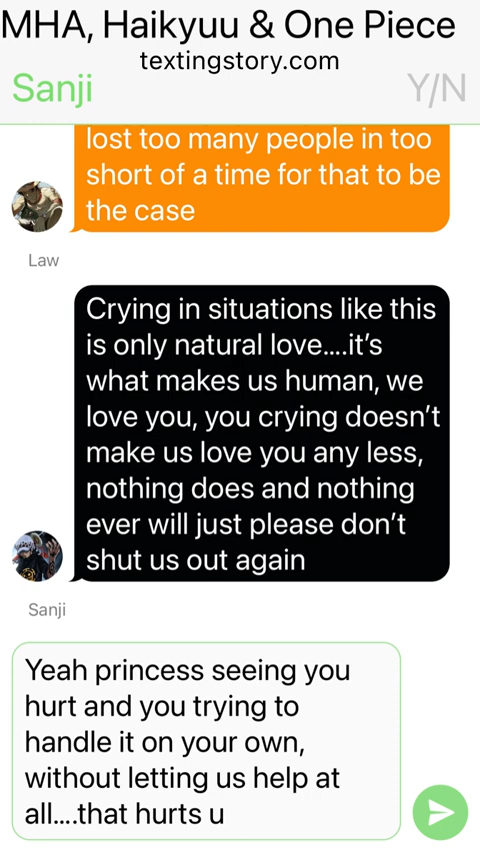 MHA, Haikyuu & One Piece
textingstory.com
Sanji
Y/N
lost too many people in too
short of a time for that to be
the case
Law
Crying in situations like this
is only natural love....it's
what makes us human, we
love you, you crying doesn't
make us love you any less,
nothing does and nothing
ever will just please don't
shut us out again
Sanji
Yeah princess seeing you
hurt and you trying to
handle it on your own,
without letting us help at
all....that hurts u